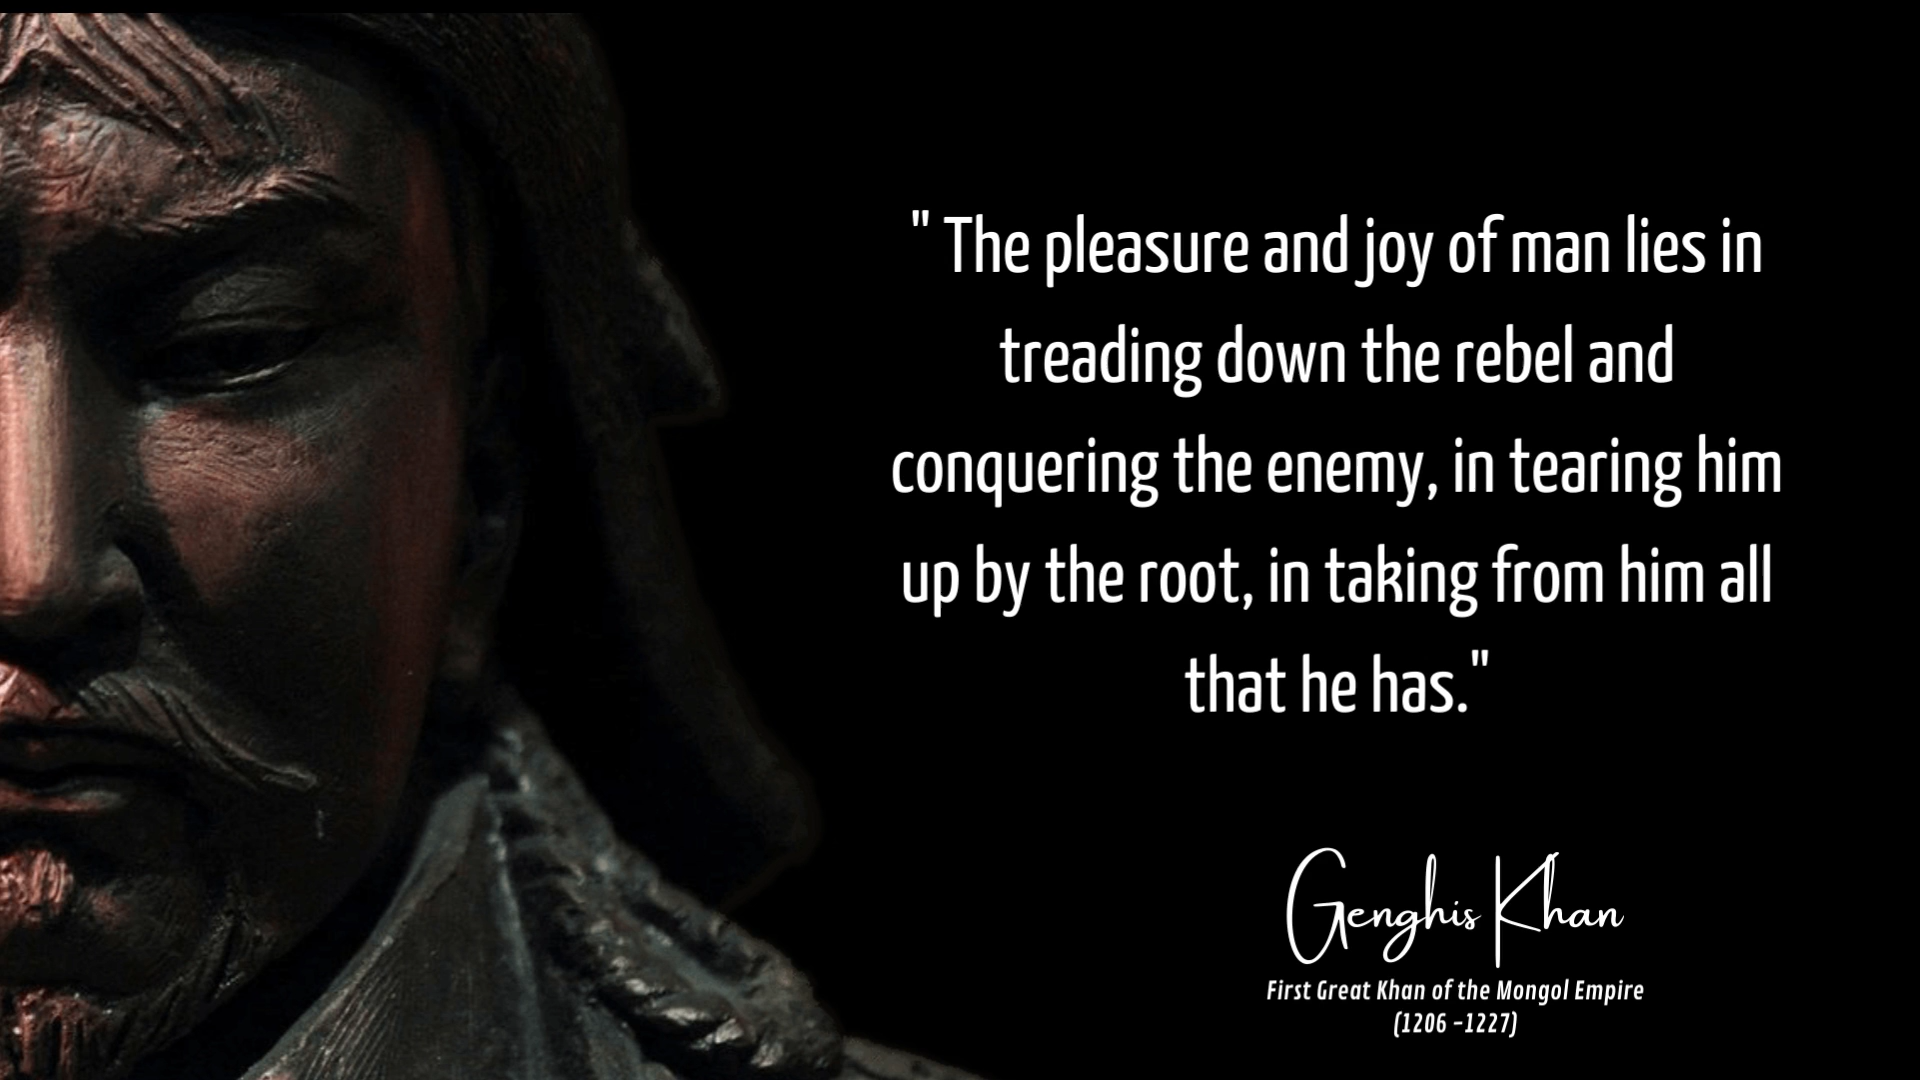 " The pleasure and joy of man lies in
treading down the rebel and
conquering the enemy, in tearing him
up by the root, in taking from him all
that he has."
Genghis Khan
First Great Khan of the Mongol Empire
(1206 -1227)